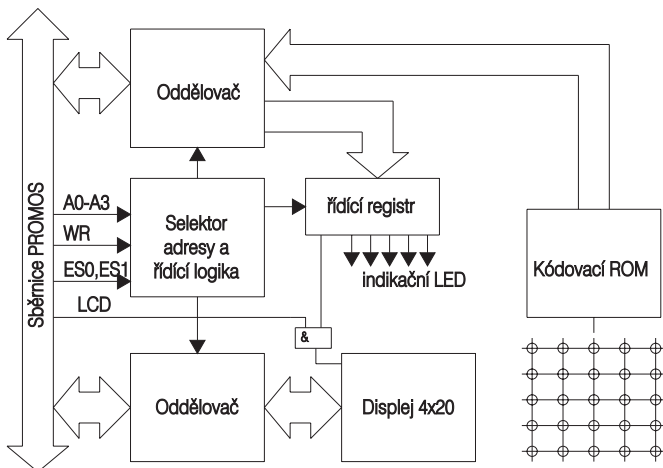 Sběrnice PROMOS
Oddělovač
A0-A3
WR
ES0,ES1
LCD
Selektor
adresy a
řídící logika
řídící registr
indikační LED
Kódovací ROM
&
Oddělovač
Displej 4x20